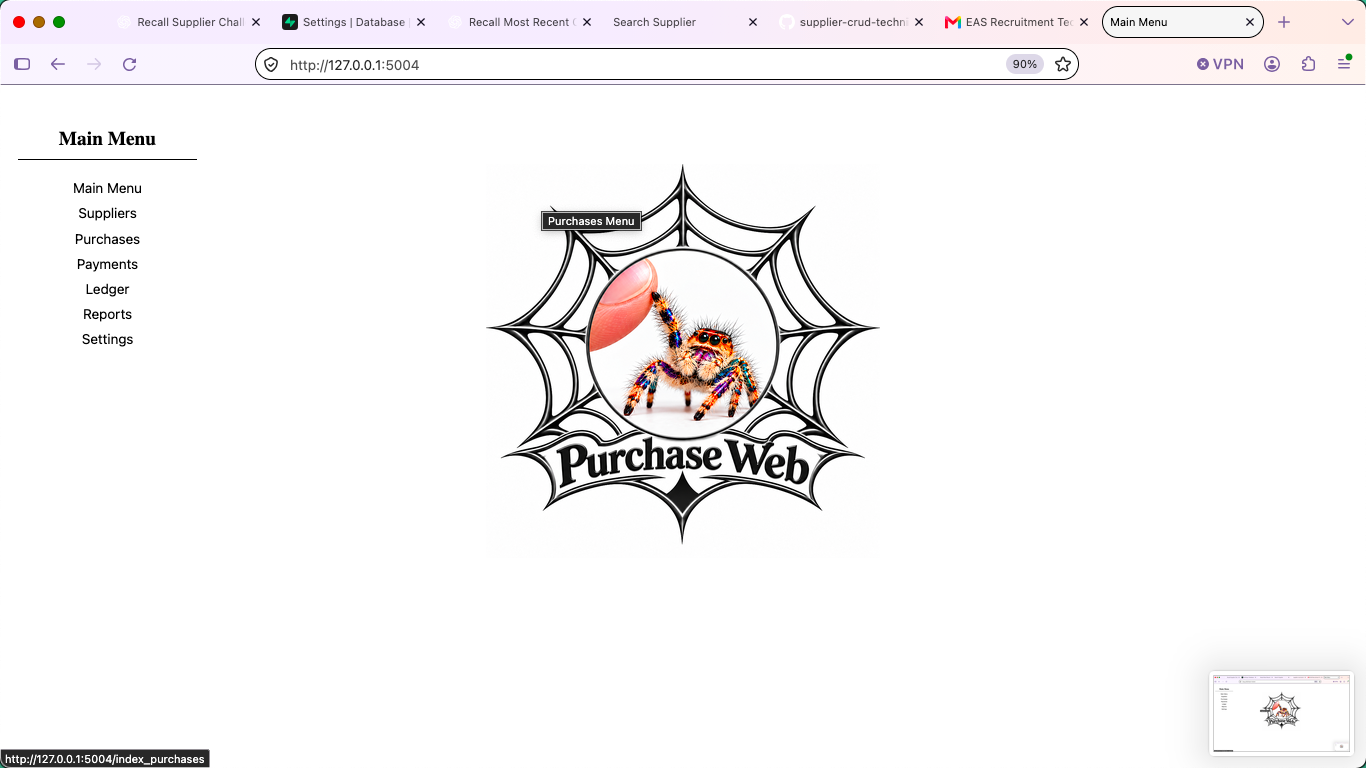 Recall Supplier Chall
Settings | Database
Recall Most Recent
Search Supplier
supplier-crud-techni
EAS Recruitment Tec
Main Menu
http://127.0.0.1:5004
90%
VPN
Main Menu
Main Menu
Suppliers
Purchases
Payments
Ledger
Reports
Settings
Purchases Menu
Purchase Web
http://127.0.0.1:5004/index_purchases